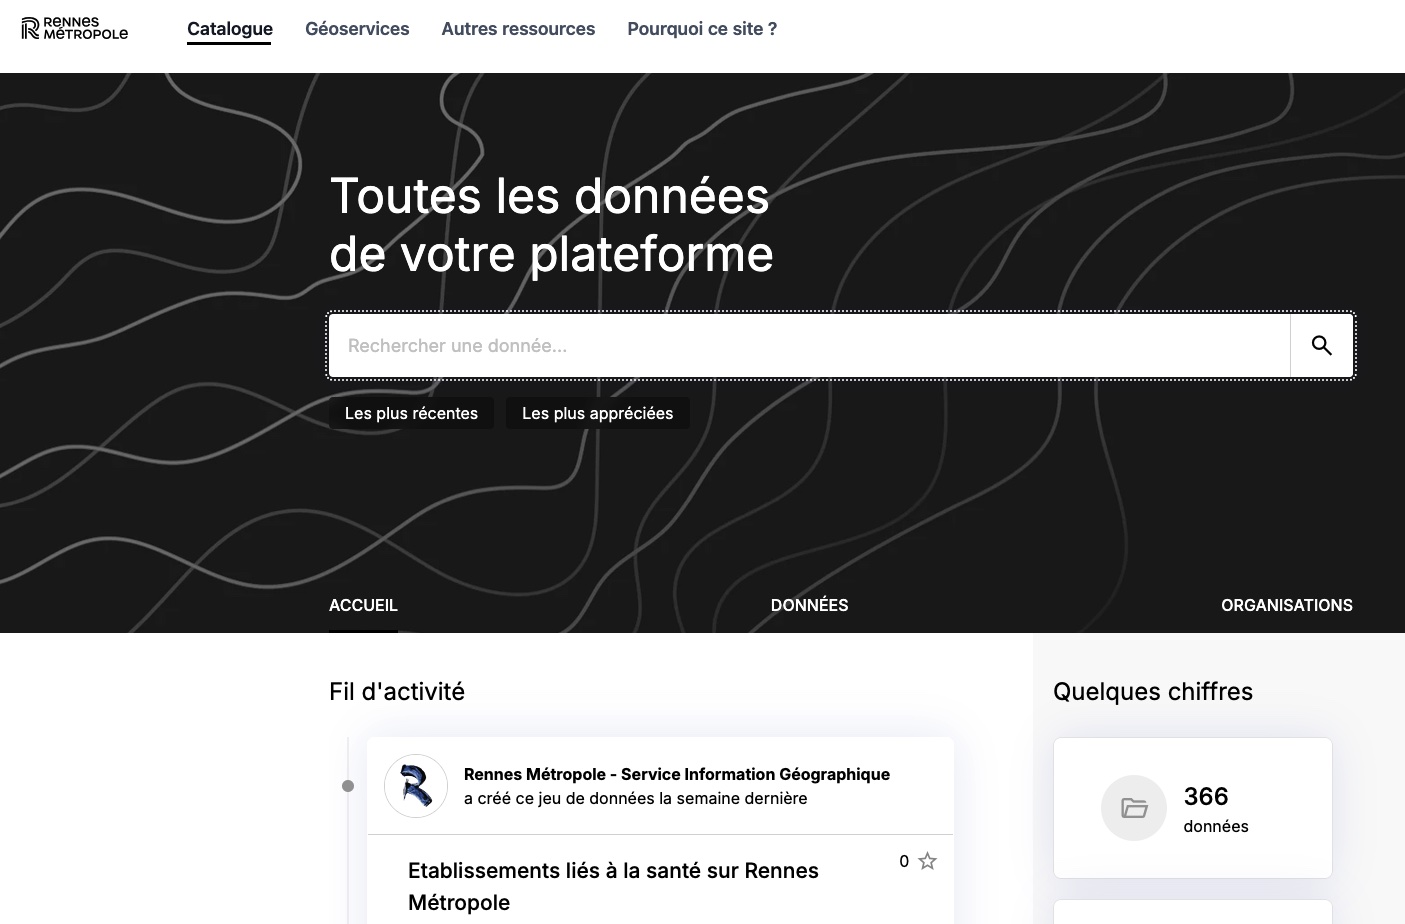 RENNES
MÉTROPOLE
Catalogue
Géoservices
Autres ressources
Pourquoi ce site ?
Toutes les données
de votre plateforme
Rechercher une donnée...
Les plus récentes
Les plus appréciées
ACCUEIL
DONNÉES
ORGANISATIONS
Fil d'activité
Rennes Métropole - Service Information Géographique
a créé ce jeu de données la semaine dernière
Etablissements liés à la santé sur Rennes
Métropole
0
Quelques chiffres
366
données